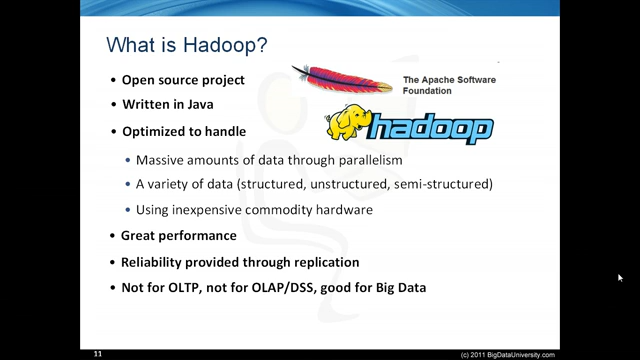 What is Hadoop?
• Open source project
The Apache Software
Foundation
• Written in Java
• Optimized to handle
hadoop
• Massive amounts of data through parallelism
• A variety of data (structured, unstructured, semi-structured)
• Using inexpensive commodity hardware
• Great performance
• Reliability provided through replication
• Not for OLTP, not for OLAP/DSS, good for Big Data
11
(c) 2011 BigDataUniversity.com